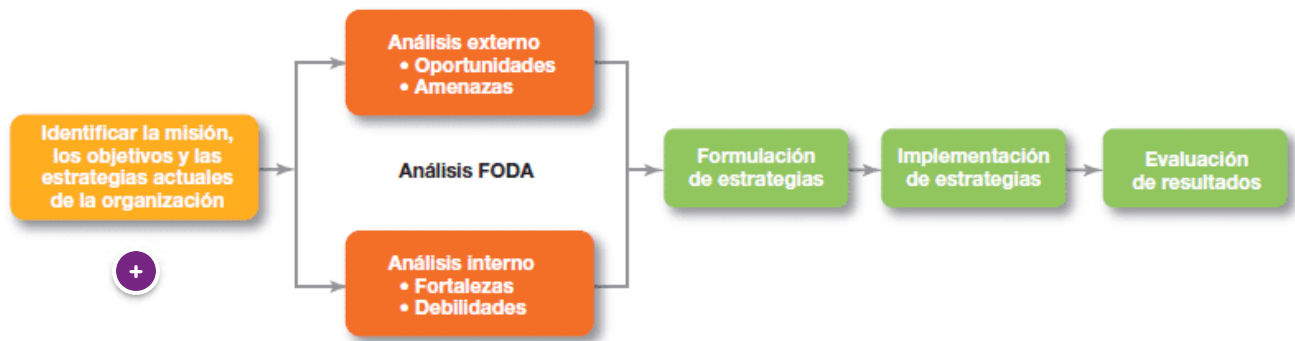 Identificar la misión,
los objetivos y las
estrategias actuales
de la organización
Análisis externo
• Oportunidades
• Amenazas
Análisis FODA
Análisis interno
• Fortalezas
• Debilidades
Formulación
de estrategias
Implementación
de estrategias
Evaluación
de resultados
+